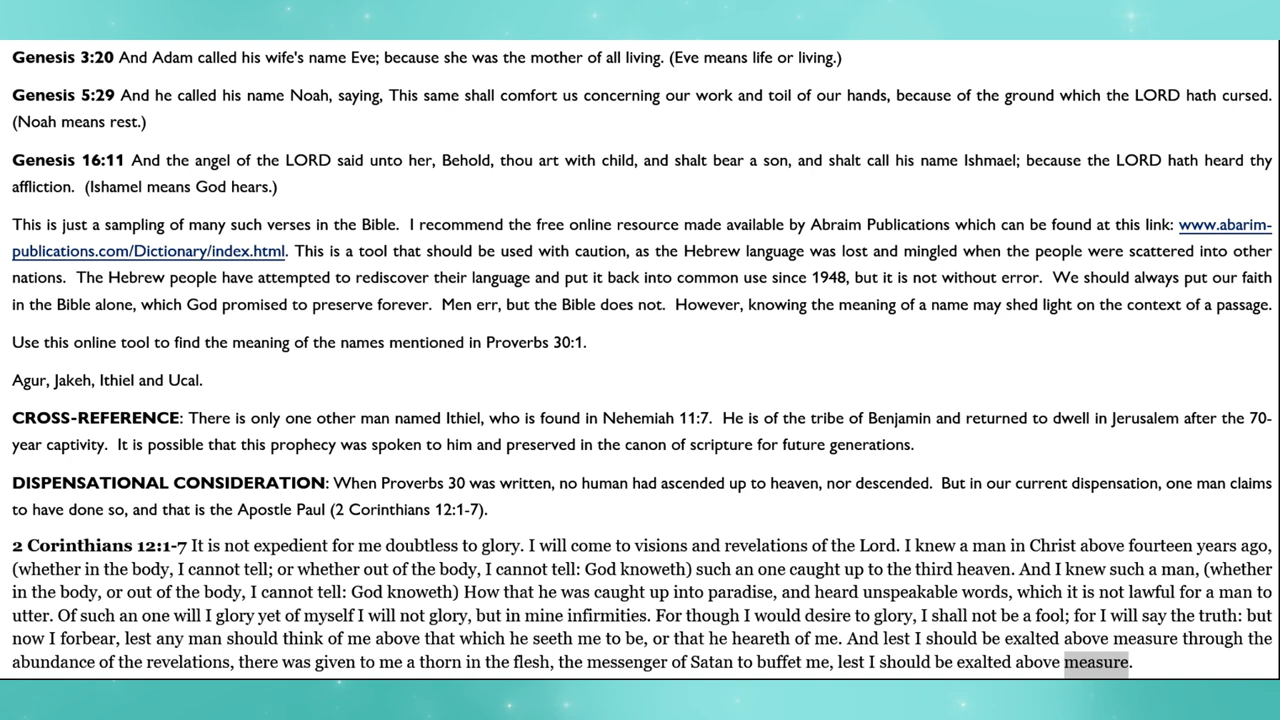 Genesis 3:20 And Adam called his wife's name Eve; because she was the mother of all living. (Eve means life or living.)
Genesis 5:29 And he called his name Noah, saying, This same shall comfort us concerning our work and toil of our hands, because of the ground which the LORD hath cursed.
(Noah means rest.)
Genesis 16:11 And the angel of the LORD said unto her, Behold, thou art with child, and shalt bear a son, and shalt call his name Ishmael; because the LORD hath heard thy
affliction. (Ishamel means God hears.)
This is just a sampling of many such verses in the Bible. I recommend the free online resource made available by Abraim Publications which can be found at this link: www.abarim-
publications.com/Dictionary/index.html. This is a tool that should be used with caution, as the Hebrew language was lost and mingled when the people were scattered into other
nations. The Hebrew people have attempted to rediscover their language and put it back into common use since 1948, but it is not without error. We should always put our faith
in the Bible alone, which God promised to preserve forever. Men err, but the Bible does not. However, knowing the meaning of a name may shed light on the context of a passage.
Use this online tool to find the meaning of the names mentioned in Proverbs 30:1.
Agur, Jakeh, Ithiel and Ucal.
CROSS-REFERENCE: There is only one other man named Ithiel, who is found in Nehemiah 11:7. He is of the tribe of Benjamin and returned to dwell in Jerusalem after the 70-
year captivity. It is possible that this prophecy was spoken to him and preserved in the canon of scripture for future generations.
DISPENSATIONAL CONSIDERATION: When Proverbs 30 was written, no human had ascended up to heaven, nor descended. But in our current dispensation, one man claims
to have done so, and that is the Apostle Paul (2 Corinthians 12:1-7).
2 Corinthians 12:1-7 It is not expedient for me doubtless to glory. I will come to visions and revelations of the Lord. I knew a man in Christ above fourteen years ago,
(whether in the body, I cannot tell; or whether out of the body, I cannot tell: God knoweth) such an one caught up to the third heaven. And I knew such a man, (whether
in the body, or out of the body, I cannot tell: God knoweth) How that he was caught up into paradise, and heard unspeakable words, which it is not lawful for a man to
utter. Of such an one will I glory yet of myself I will not glory, but in mine infirmities. For though I would desire to glory, I shall not be a fool; for I will say the truth: but
now I forbear, lest any man should think of me above that which he seeth me to be, or that he heareth of me. And lest I should be exalted above measure through the
abundance of the revelations, there was given to me a thorn in the flesh, the messenger of Satan to buffet me, lest I should be exalted above measure.